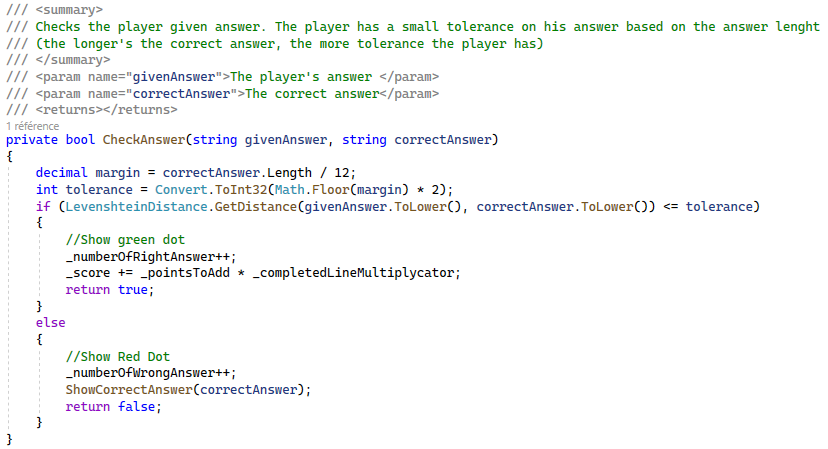 /// <summary>
/// Checks the player given answer. The player has a small tolerance on his answer based on the answer lenght
/// (the longer's the correct answer, the more tolerance the player has)
/// </summary>
/// <param name="givenAnswer">The player's answer </param>
/// <param name="correctAnswer">The correct answer</param>
/// <returns></returns>
1 référence
private bool CheckAnswer(string givenAnswer, string correctAnswer)
{
    decimal margin = correctAnswer.Length / 12;
    int tolerance = Convert.ToInt32(Math.Floor(margin) * 2);
    if (LevenshteinDistance.GetDistance(givenAnswer.ToLower(), correctAnswer.ToLower()) <= tolerance)
    {
        //Show green dot
        _numberOfRightAnswer++;
        _score += _pointsToAdd * _completedLineMultiplycator;
        return true;
    }
    else
    {
        //Show Red Dot
        _numberOfWrongAnswer++;
        ShowCorrectAnswer(correctAnswer);
        return false;
    }
}